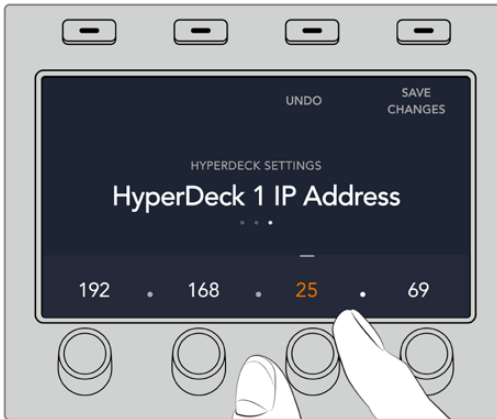 UNDO
SAVE
CHANGES
HYPERDECK SETTINGS
HyperDeck 1 IP Address
192 . 168 . 25 . 69